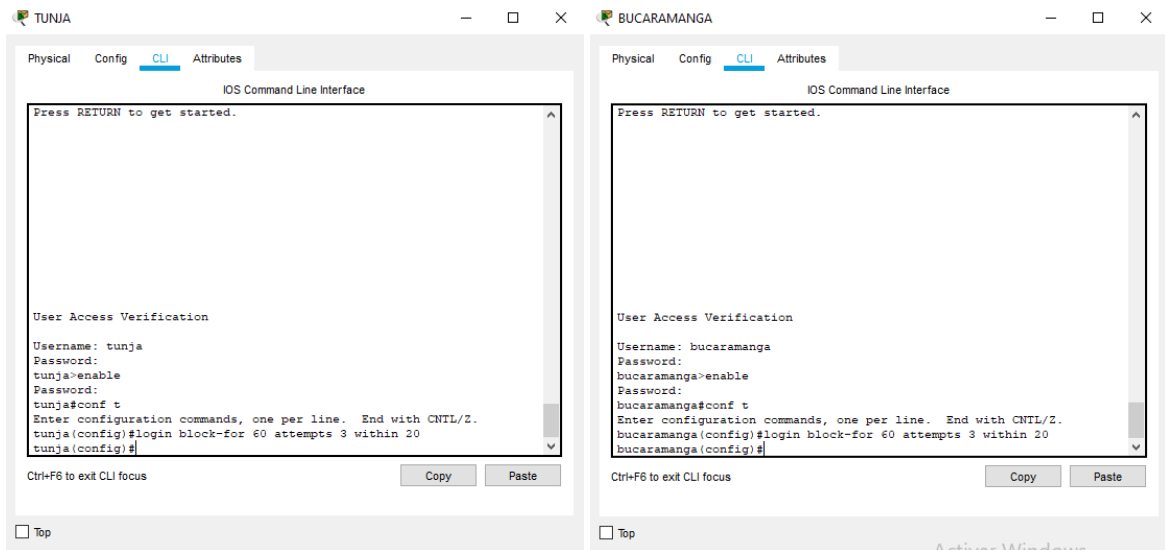 TUNJA
Physical Config CLI Attributes
IOS Command Line Interface
Press RETURN to get started.
User Access Verification
Username: tunja
Password:
tunja>enable
Password:
tunja#conf t
Enter configuration commands, one per line. End with CNTL/Z.
tunja(config)#login block-for 60 attempts 3 within 20
tunja(config)#
Ctrl+F6 to exit CLI focus
Copy Paste
Top
BUCARAMANGA
Physical Config CLI Attributes
IOS Command Line Interface
Press RETURN to get started.
User Access Verification
Username: bucaramanga
Password:
bucaramanga>enable
Password:
bucaramanga#conf t
Enter configuration commands, one per line. End with CNTL/Z.
bucaramanga(config)#login block-for 60 attempts 3 within 20
bucaramanga(config)#
Ctrl+F6 to exit CLI focus
Copy Paste
Top